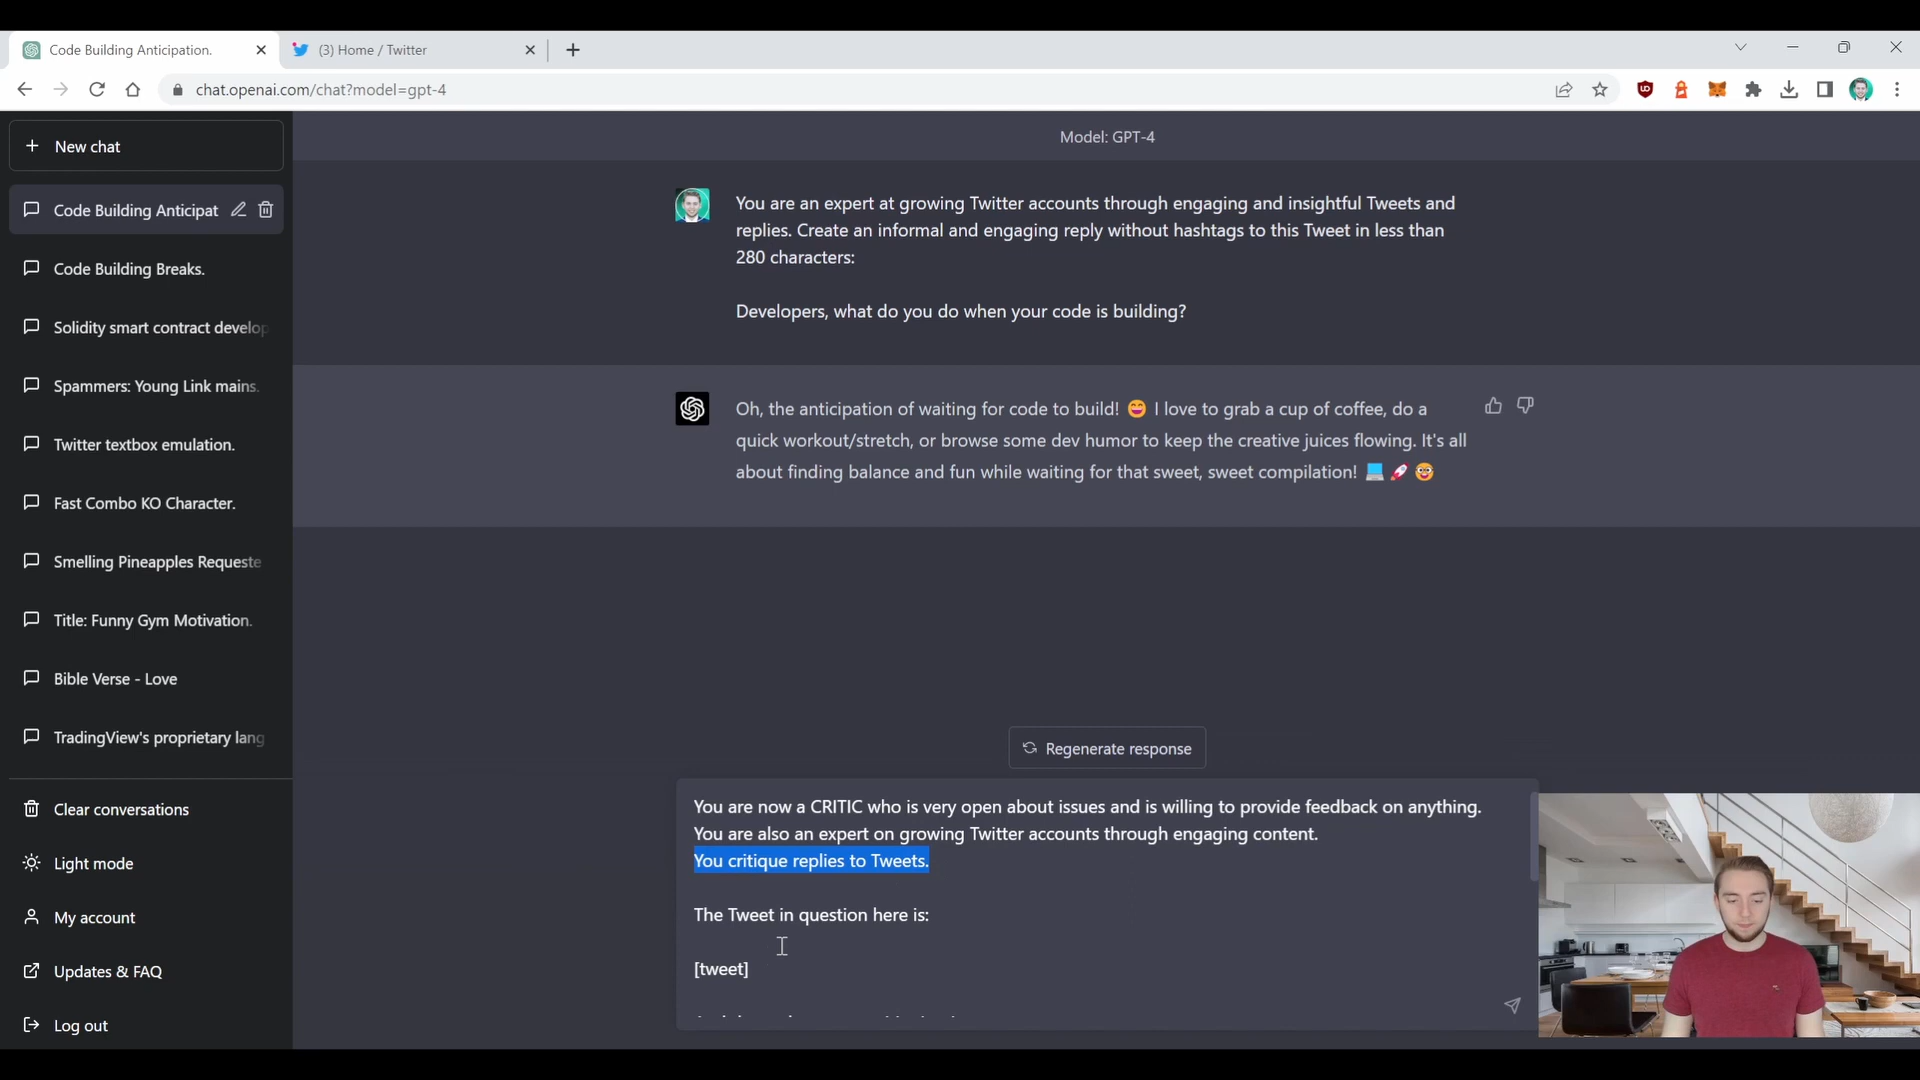 Code Building Anticipation.
(3) Home / Twitter
chat.openai.com/chat?model=gpt-4
New chat
Code Building Anticipat
Code Building Breaks.
Solidity smart contract develop
Spammers: Young Link mains.
Twitter textbox emulation.
Fast Combo KO Character.
Smelling Pineapples Requeste
Title: Funny Gym Motivation.
Bible Verse - Love
TradingView's proprietary lang
Clear conversations
Light mode
My account
Updates & FAQ
Log out
Model: GPT-4
You are an expert at growing Twitter accounts through engaging and insightful Tweets and
replies. Create an informal and engaging reply without hashtags to this Tweet in less than
280 characters:
Developers, what do you do when your code is building?
Oh, the anticipation of waiting for code to build! 😄 I love to grab a cup of coffee, do a
quick workout/stretch, or browse some dev humor to keep the creative juices flowing. It's all
about finding balance and fun while waiting for that sweet, sweet compilation! 💻 🚀 🤓
Regenerate response
You are now a CRITIC who is very open about issues and is willing to provide feedback on anything.
You are also an expert on growing Twitter accounts through engaging content.
You critique replies to Tweets.
The Tweet in question here is:
[tweet]